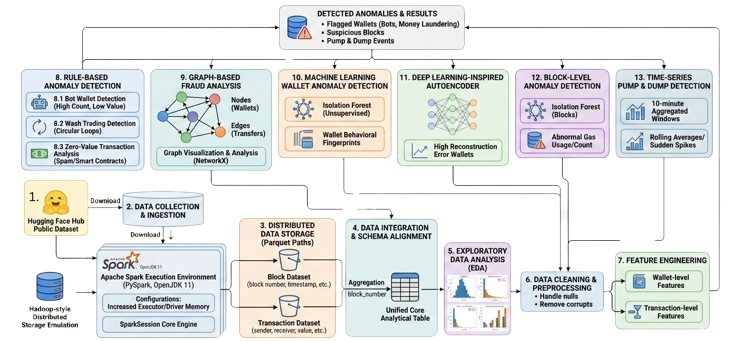 DETECTED ANOMALIES & RESULTS
• Flagged Wallets (Bots, Money Laundering)
• Suspicious Blocks
• Pump & Dump Events
8. RULE-BASED
ANOMALY DETECTION
8.1 Bot Wallet Detection
(High Count, Low Value)
8.2 Wash Trading Detection
(Circular Loops)
8.3 Zero-Value Transaction
Analysis
(Spam/Smart Contracts)
9. GRAPH-BASED
FRAUD ANALYSIS
Nodes
(Wallets)
Edges
(Transfers)
Graph Visualization & Analysis
(NetworkX)
10. MACHINE LEARNING
WALLET ANOMALY DETECTION
Isolation Forest
(Unsupervised)
Wallet Behavioral
Fingerprints
11. DEEP LEARNING-INSPIRED
AUTOENCODER
High Reconstruction
Error Wallets
12. BLOCK-LEVEL
ANOMALY DETECTION
Isolation Forest
(Blocks)
Abnormal Gas
Usage/Count
13. TIME-SERIES
PUMP & DUMP DETECTION
10-minute
Aggregated
Windows
Rolling Averages/
Sudden Spikes
1.
Hugging Face Hub
Public Dataset
Download
2. DATA COLLECTION
& INGESTION
Download
Hadoop-style
Distributed
Storage Emulation
APACHE
Spark OpenJDK 11
Apache Spark Execution Environment
(PySpark, OpenJDK 11)
Configurations:
Increased Executor/Driver Memory
SparkSession Core Engine
3. DISTRIBUTED
DATA STORAGE
(Parquet Paths)
Block Dataset
(block number, timestamp, etc.)
Transaction Dataset
(sender, receiver, value, etc.)
4. DATA INTEGRATION
& SCHEMA ALIGNMENT
Aggregation
block_number
Unified Core
Analytical Table
5. EXPLORATORY
DATA ANALYSIS
(EDA)
6. DATA CLEANING &
PREPROCESSING
• Handle nulls
• Remove corrupts
7. FEATURE ENGINEERING
Wallet-level
Features
Transaction-level
Features